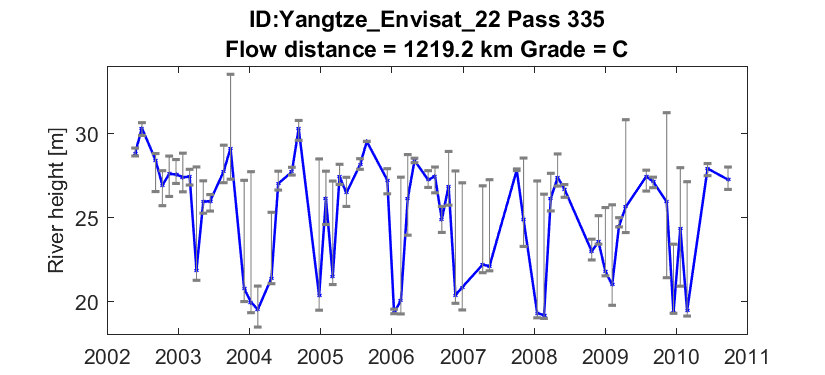 ID:Yangtze_Envisat_22 Pass 335
Flow distance = 1219.2 km Grade = C
River height [m]
30
25
20
2002 2003 2004 2005 2006 2007 2008 2009 2010 2011